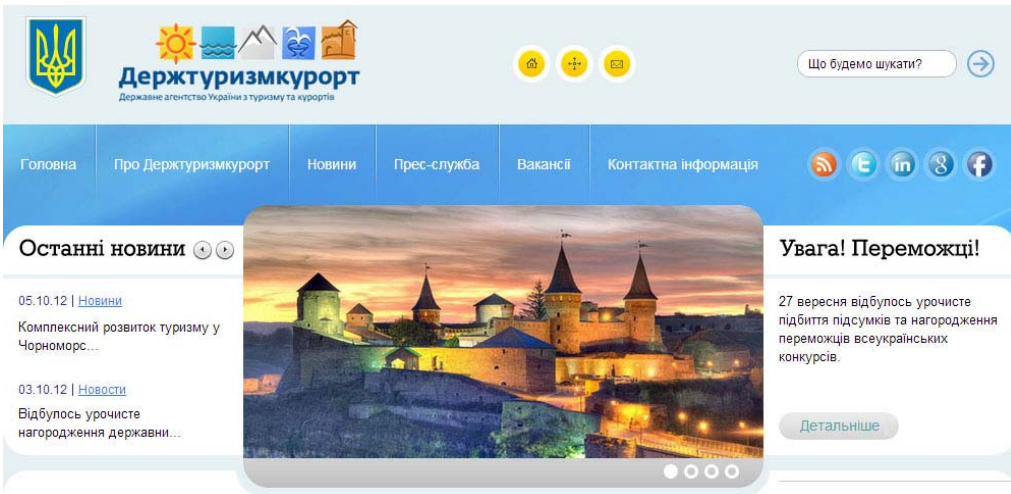 Держтуризмкурорт
Державне агентство України з туризму та курортів
Що будемо шукати?
Головна
Про Держтуризмкурорт
Новини
Прес-служба
Вакансії
Контактна інформація
Останні новини
05.10.12 | Новини
Комплексний розвиток туризму у
Чорноморс...
03.10.12 | Новости
Відбулось урочисте
нагородження державни...
Увага! Переможці!
27 вересня відбулось урочисте
підбиття підсумків та нагородження
переможців всеукраїнських
конкурсів.
Детальніше